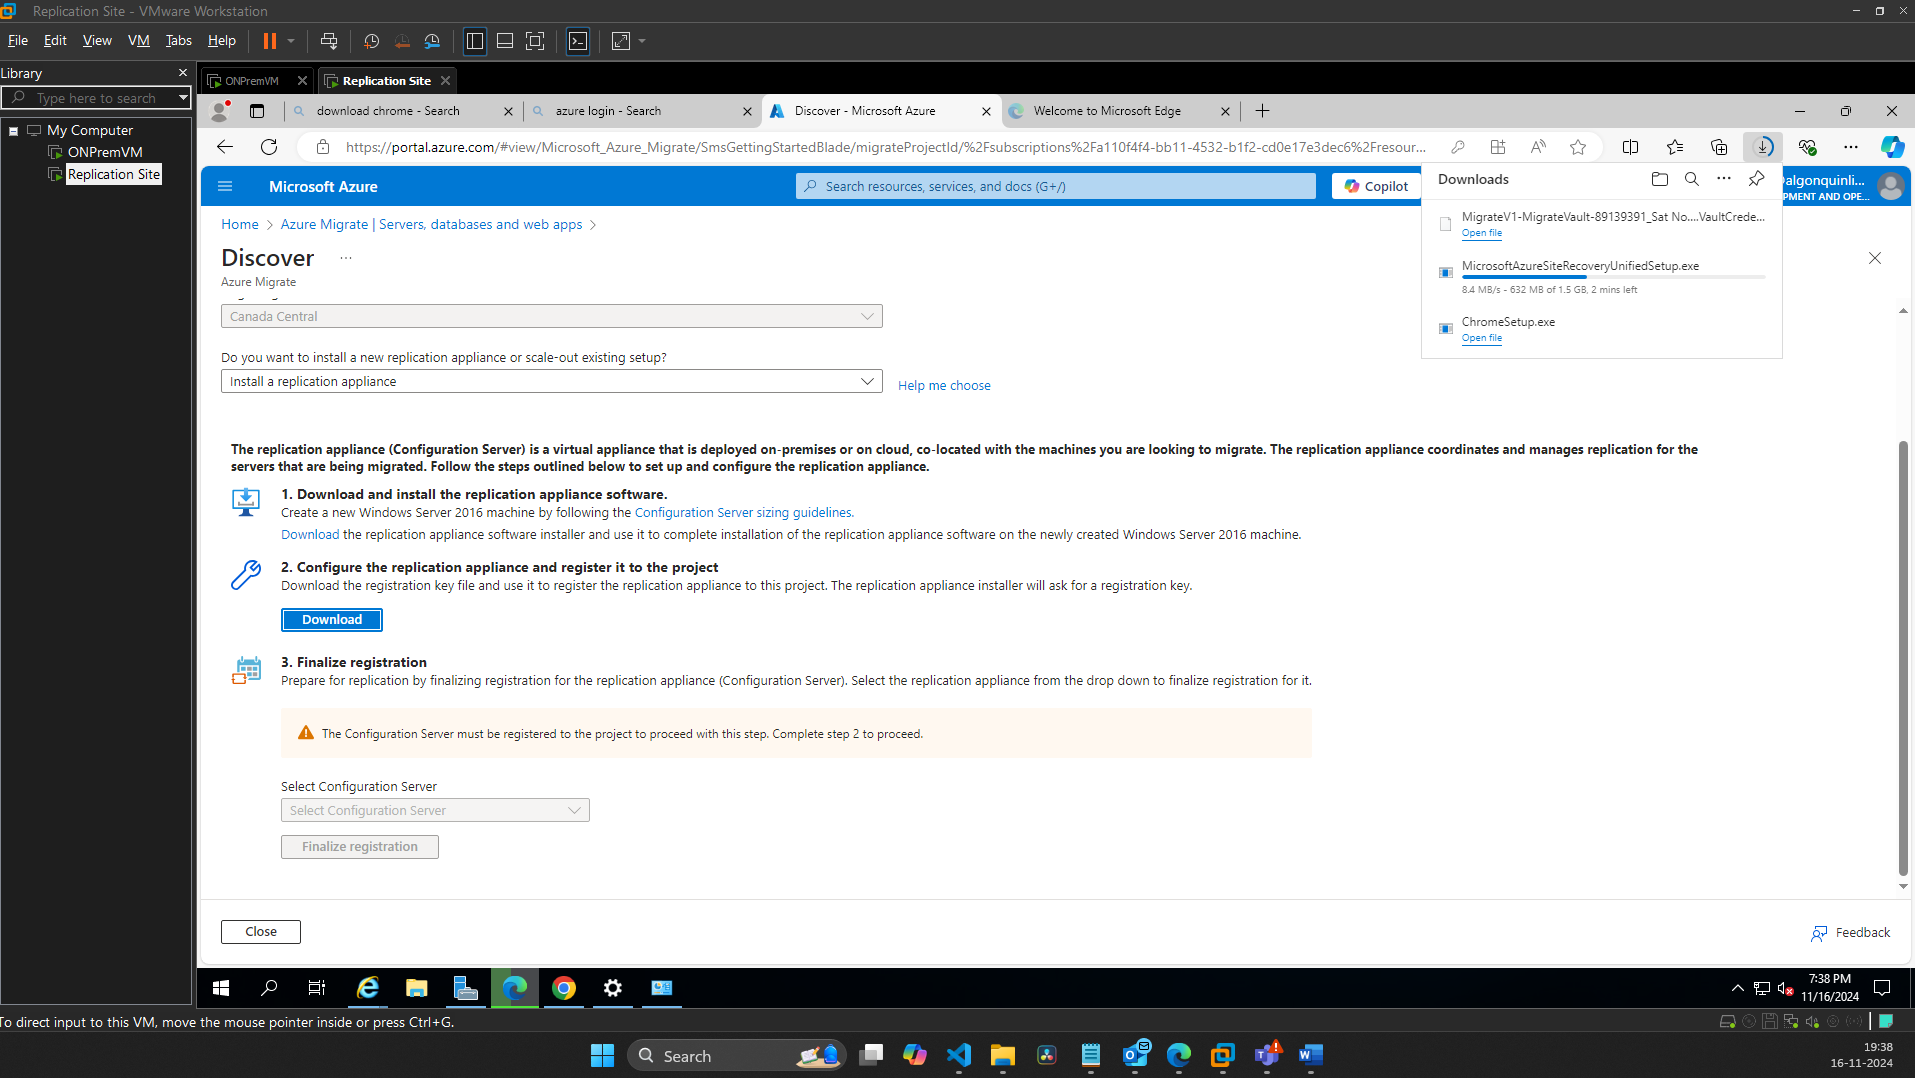 Replication Site - VMware Workstation
File Edit View VM Tabs Help
Library
Type here to search
My Computer
ONPremVM
Replication Site
ONPremVM
Replication Site
download chrome - Search
azure login - Search
Discover - Microsoft Azure
Welcome to Microsoft Edge
https://portal.azure.com/#view/Microsoft_Azure_Migrate/SmsGettingStartedBlade/migrateProjectId/%2Fsubscriptions%2Fa110f4f4-bb11-4532-b1f2-cd0e17e3dec6%2Fresour...
Microsoft Azure
Search resources, services, and docs (G+/)
Copilot
algonquinli...
PMENT AND OPE...
Downloads
MigrateV1-MigrateVault-89139391_Sat No....VaultCrede...
Open file
MicrosoftAzureSiteRecoveryUnifiedSetup.exe
8.4 MB/s - 632 MB of 1.5 GB, 2 mins left
ChromeSetup.exe
Open file
Home > Azure Migrate | Servers, databases and web apps >
Discover ...
Azure Migrate
Canada Central
Do you want to install a new replication appliance or scale-out existing setup?
Install a replication appliance
Help me choose
The replication appliance (Configuration Server) is a virtual appliance that is deployed on-premises or on cloud, co-located with the machines you are looking to migrate. The replication appliance coordinates and manages replication for the
servers that are being migrated. Follow the steps outlined below to set up and configure the replication appliance.
1. Download and install the replication appliance software.
Create a new Windows Server 2016 machine by following the Configuration Server sizing guidelines.
Download the replication appliance software installer and use it to complete installation of the replication appliance software on the newly created Windows Server 2016 machine.
2. Configure the replication appliance and register it to the project
Download the registration key file and use it to register the replication appliance to this project. The replication appliance installer will ask for a registration key.
Download
3. Finalize registration
Prepare for replication by finalizing registration for the replication appliance (Configuration Server). Select the replication appliance from the drop down to finalize registration for it.
The Configuration Server must be registered to the project to proceed with this step. Complete step 2 to proceed.
Select Configuration Server
Select Configuration Server
Finalize registration
Close
Feedback
7:38 PM
11/16/2024
To direct input to this VM, move the mouse pointer inside or press Ctrl+G.
Search
19:38
16-11-2024